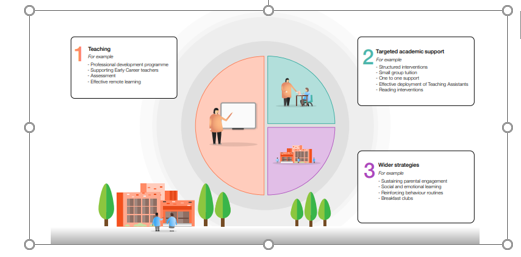 1
Teaching
For example
- Professional development programme
- Supporting Early Career teachers
- Assessment
- Effective remote learning
2
Targeted academic support
For example
- Structured interventions
- Small group tuition
- One to one support
- Effective deployment of Teaching Assistants
- Reading interventions
3
Wider strategies
For example
- Sustaining parental engagement
- Social and emotional learning
- Reinforcing behaviour routines
- Breakfast clubs